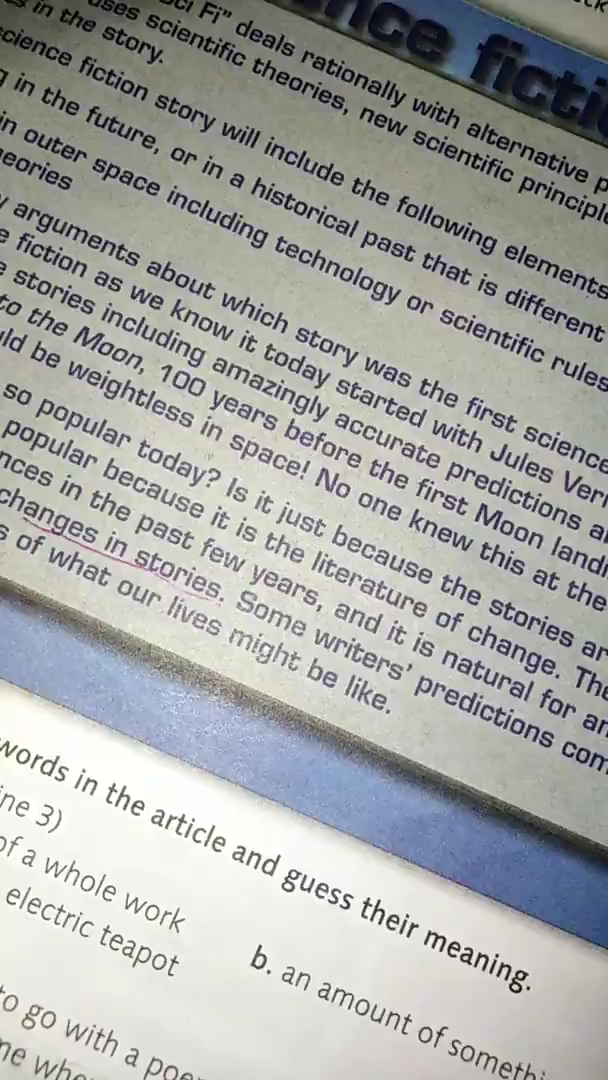 nce fiction
Sci Fi" deals rationally with alternative p
uses scientific theories, new scientific principle
in the story.
science fiction story will include the following elements
in the future, or in a historical past that is different
in outer space including technology or scientific rules
arguments about which story was the first science
fiction as we know it today started with Jules Ver
stories including amazingly accurate predictions a
to the Moon, 100 years before the first Moon landi
uld be weightless in space! No one knew this at the
so popular today? Is it just because the stories ar
popular because it is the literature of change. The
nces in the past few years, and it is natural for an
changes in stories. Some writers' predictions com
s of what our lives might be like.
words in the article and guess their meaning.
ine 3)
of a whole work
b. an amount of somethi
electric teapot
to go with a poe